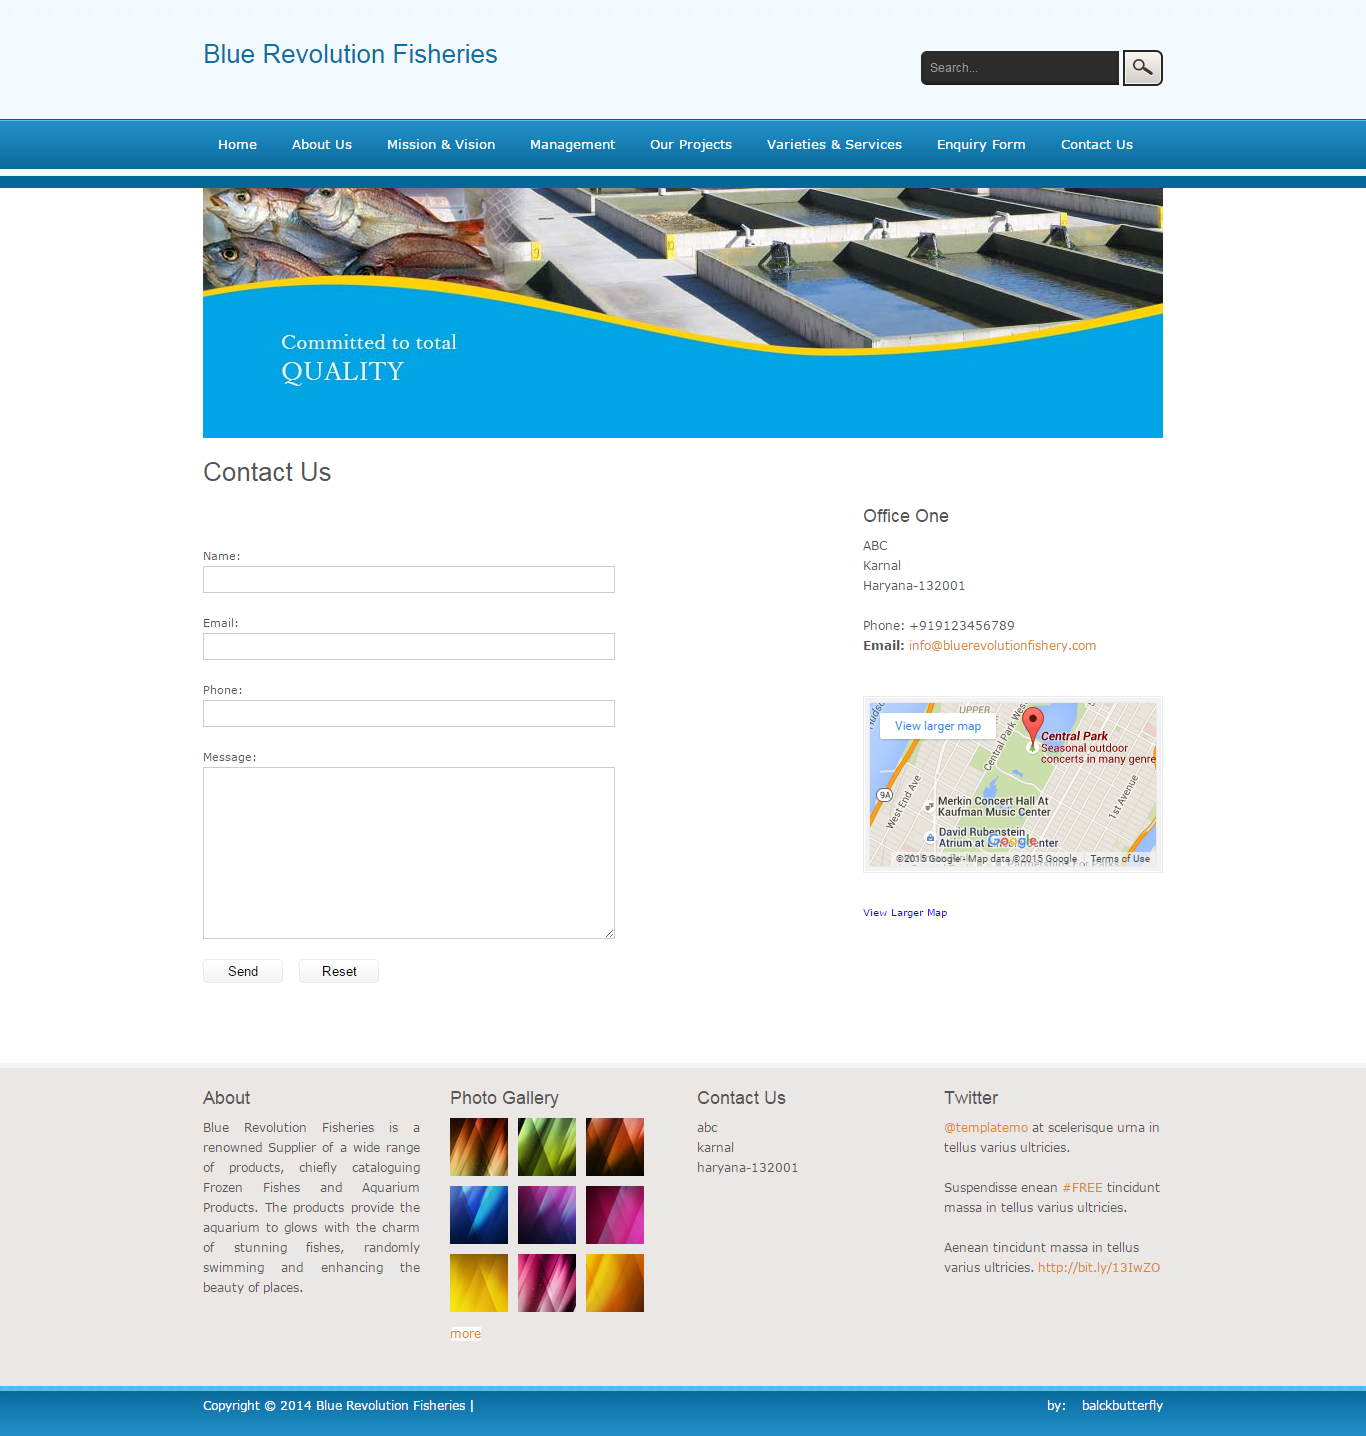 Blue Revolution Fisheries
Search...
Home About Us Mission & Vision Management Our Projects Varieties & Services Enquiry Form Contact Us
Committed to total
QUALITY
Contact Us
Name:
Email:
Phone:
Message:
Send Reset
Office One
ABC
Karnal
Haryana-132001
Phone: +919123456789
Email: info@bluerevolutionfishery.com
View larger map
UPPER
Central Park Wes
Central Park
Seasonal outdoor
concerts in many genre
9A
West End Ave
1st Avenue
Merkin Concert Hall At
Kaufman Music Center
David Rubenstein
Atrium at Lincoln Center
Google
©2015 Google - Map data ©2015 Google Terms of Use
View Larger Map
About
Blue Revolution Fisheries is a
renowned Supplier of a wide range
of products, chiefly cataloguing
Frozen Fishes and Aquarium
Products. The products provide the
aquarium to glows with the charm
of stunning fishes, randomly
swimming and enhancing the
beauty of places.
Photo Gallery
more
Contact Us
abc
karnal
haryana-132001
Twitter
@templatemo at scelerisque urna in
tellus varius ultricies.
Suspendisse enean #FREE tincidunt
massa in tellus varius ultricies.
Aenean tincidunt massa in tellus
varius ultricies. http://bit.ly/13IwZO
Copyright © 2014 Blue Revolution Fisheries |
by: balckbutterfly